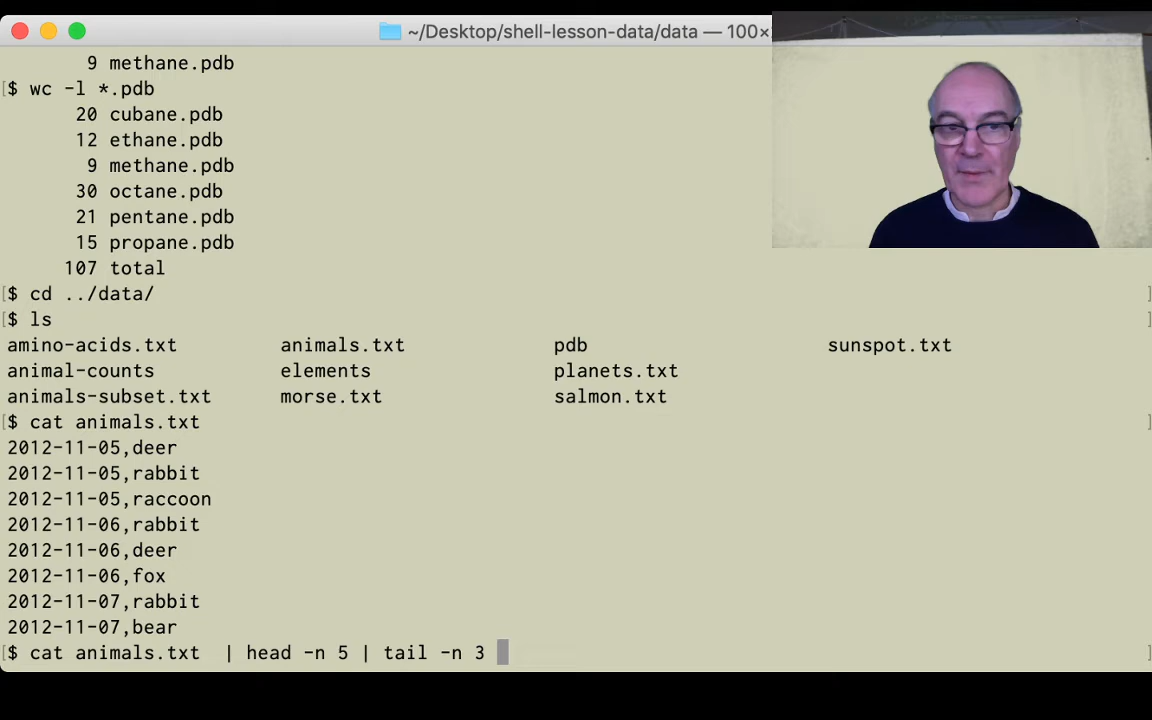 ~/Desktop/shell-lesson-data/data — 100×
9 methane.pdb
[$ wc -l *.pdb
20 cubane.pdb
12 ethane.pdb
9 methane.pdb
30 octane.pdb
21 pentane.pdb
15 propane.pdb
107 total
[$ cd ../data/ ]
[$ ls ]
amino-acids.txt animals.txt pdb sunspot.txt
animal-counts elements planets.txt
animals-subset.txt morse.txt salmon.txt
[$ cat animals.txt ]
2012-11-05,deer
2012-11-05,rabbit
2012-11-05,raccoon
2012-11-06,rabbit
2012-11-06,deer
2012-11-06,fox
2012-11-07,rabbit
2012-11-07,bear
[$ cat animals.txt  | head -n 5 | tail -n 3 ]